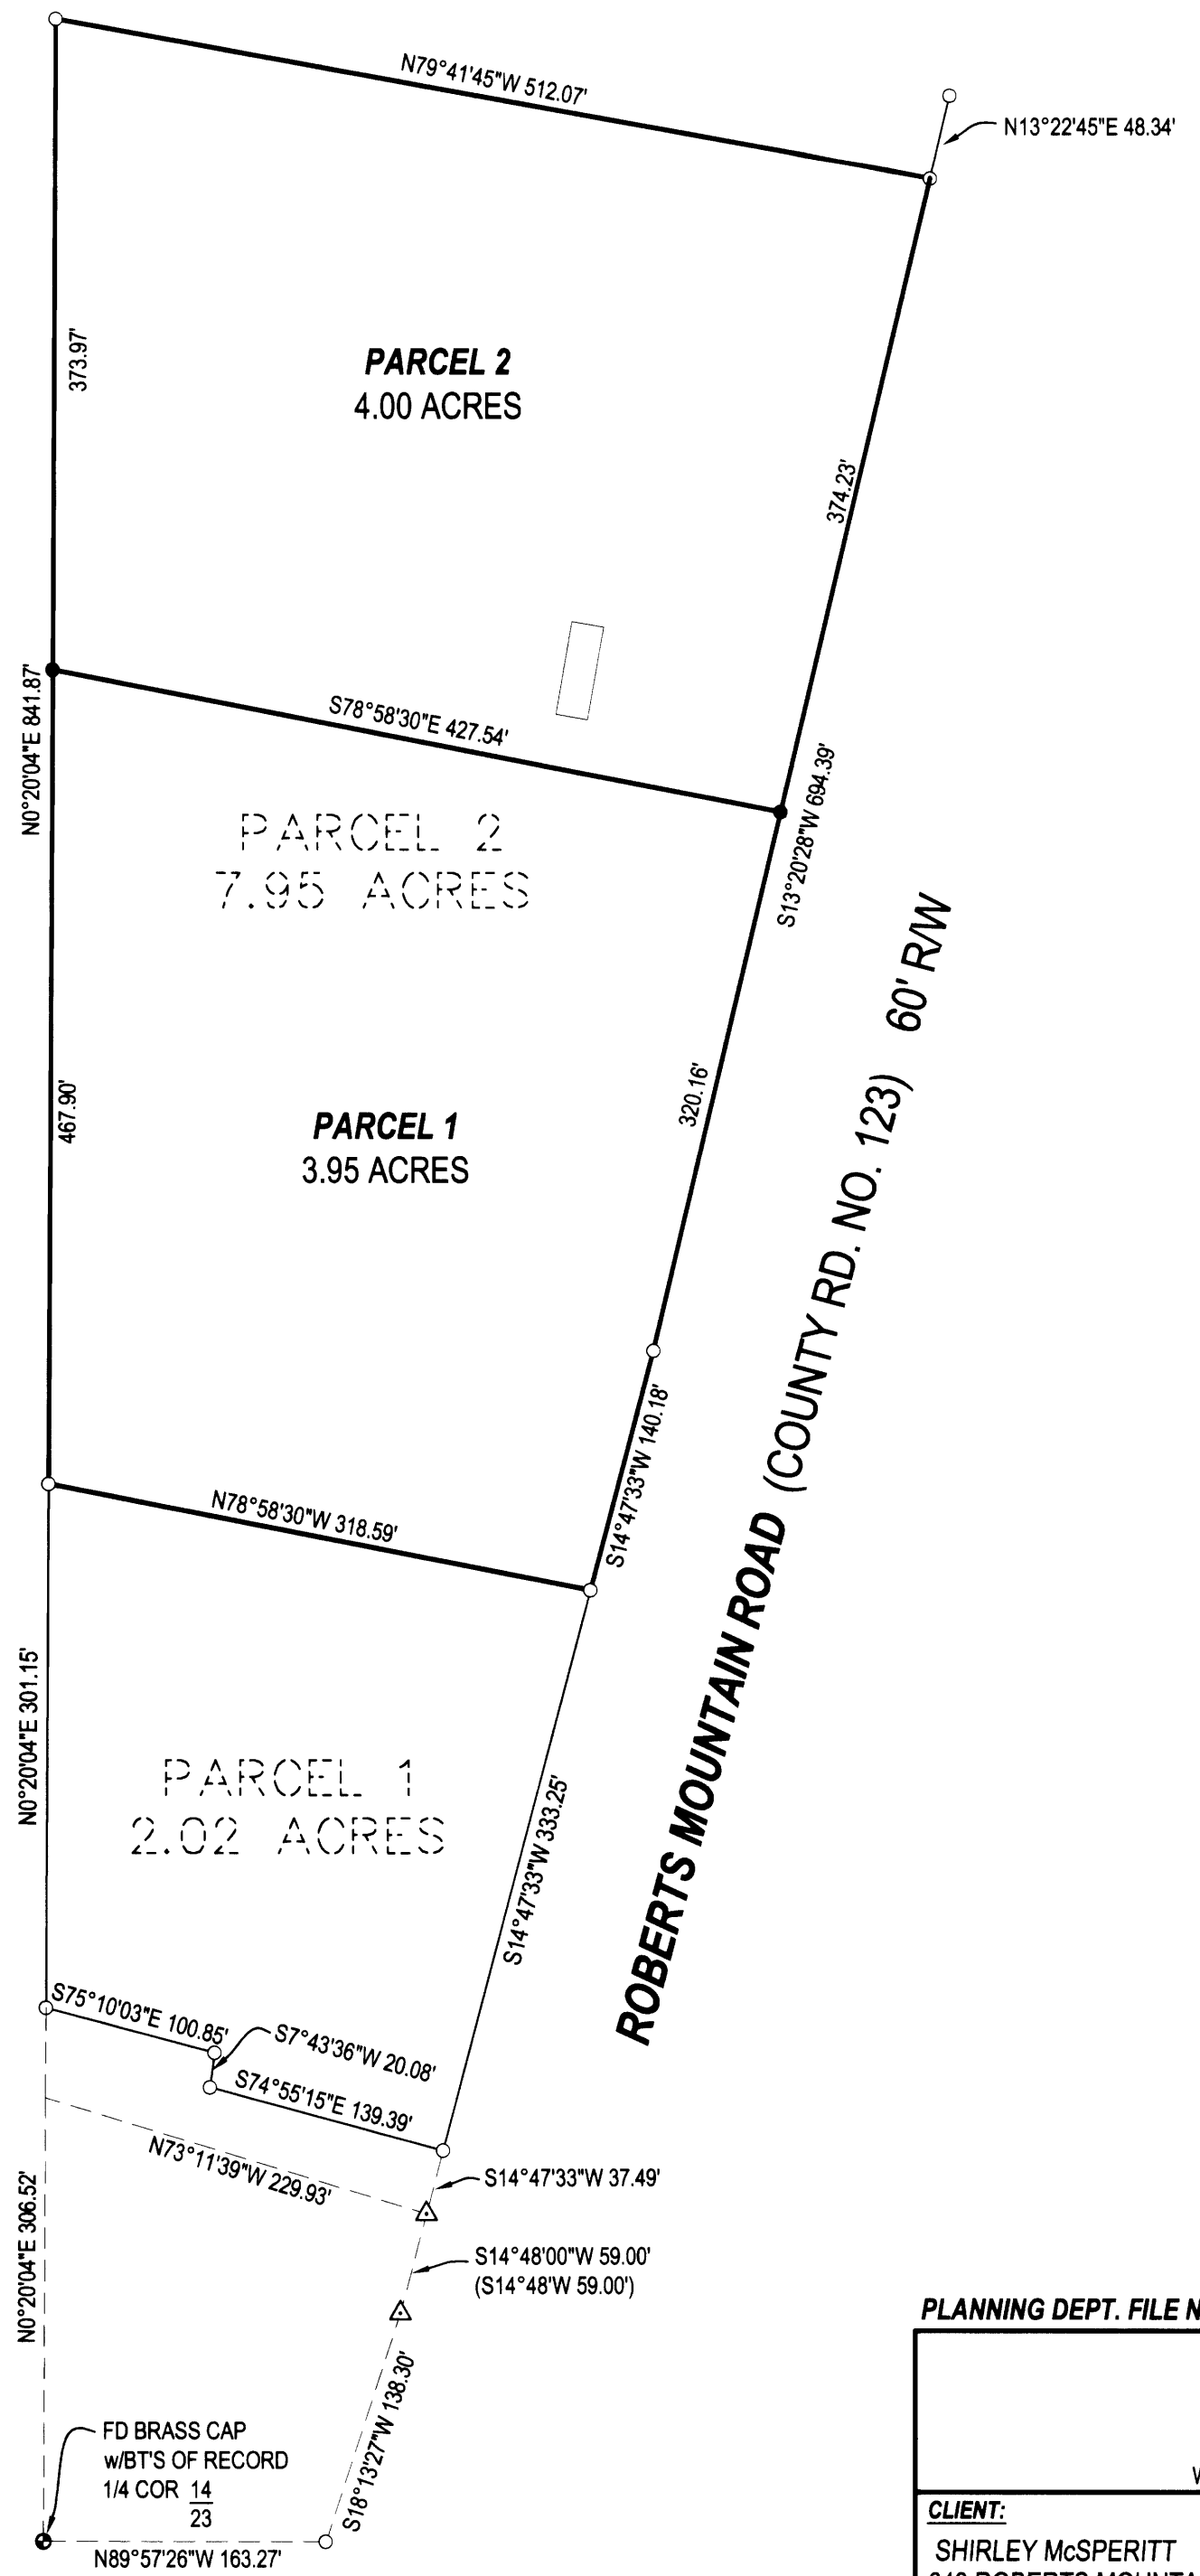 N79°41'45"W 512.07'
N13°22'45"E 48.34'
373.97'
PARCEL 2
4.00 ACRES
374.23'
N0°20'04"E 841.87'
S78°58'30"E 427.54'
S13°20'28"W 694.39'
PARCEL 2
7.95 ACRES
467.90'
PARCEL 1
3.95 ACRES
320.16'
ROBERTS MOUNTAIN ROAD (COUNTY RD. NO. 123) 60' R/W
S14°47'33"W 140.18'
N78°58'30"W 318.59'
N0°20'04"E 301.15'
PARCEL 1
2.02 ACRES
S14°47'33"W 333.25'
S75°10'03"E 100.85'
S7°43'36"W 20.08'
S74°55'15"E 139.39'
N73°11'39"W 229.93'
S14°47'33"W 37.49'
S14°48'00"W 59.00'
(S14°48'W 59.00')
N0°20'04"E 306.52'
S18°13'27"W 138.30'
FD BRASS CAP
w/BT'S OF RECORD
1/4 COR 14
23
N89°57'26"W 163.27'
PLANNING DEPT. FILE N
CLIENT:
SHIRLEY McSPERITT